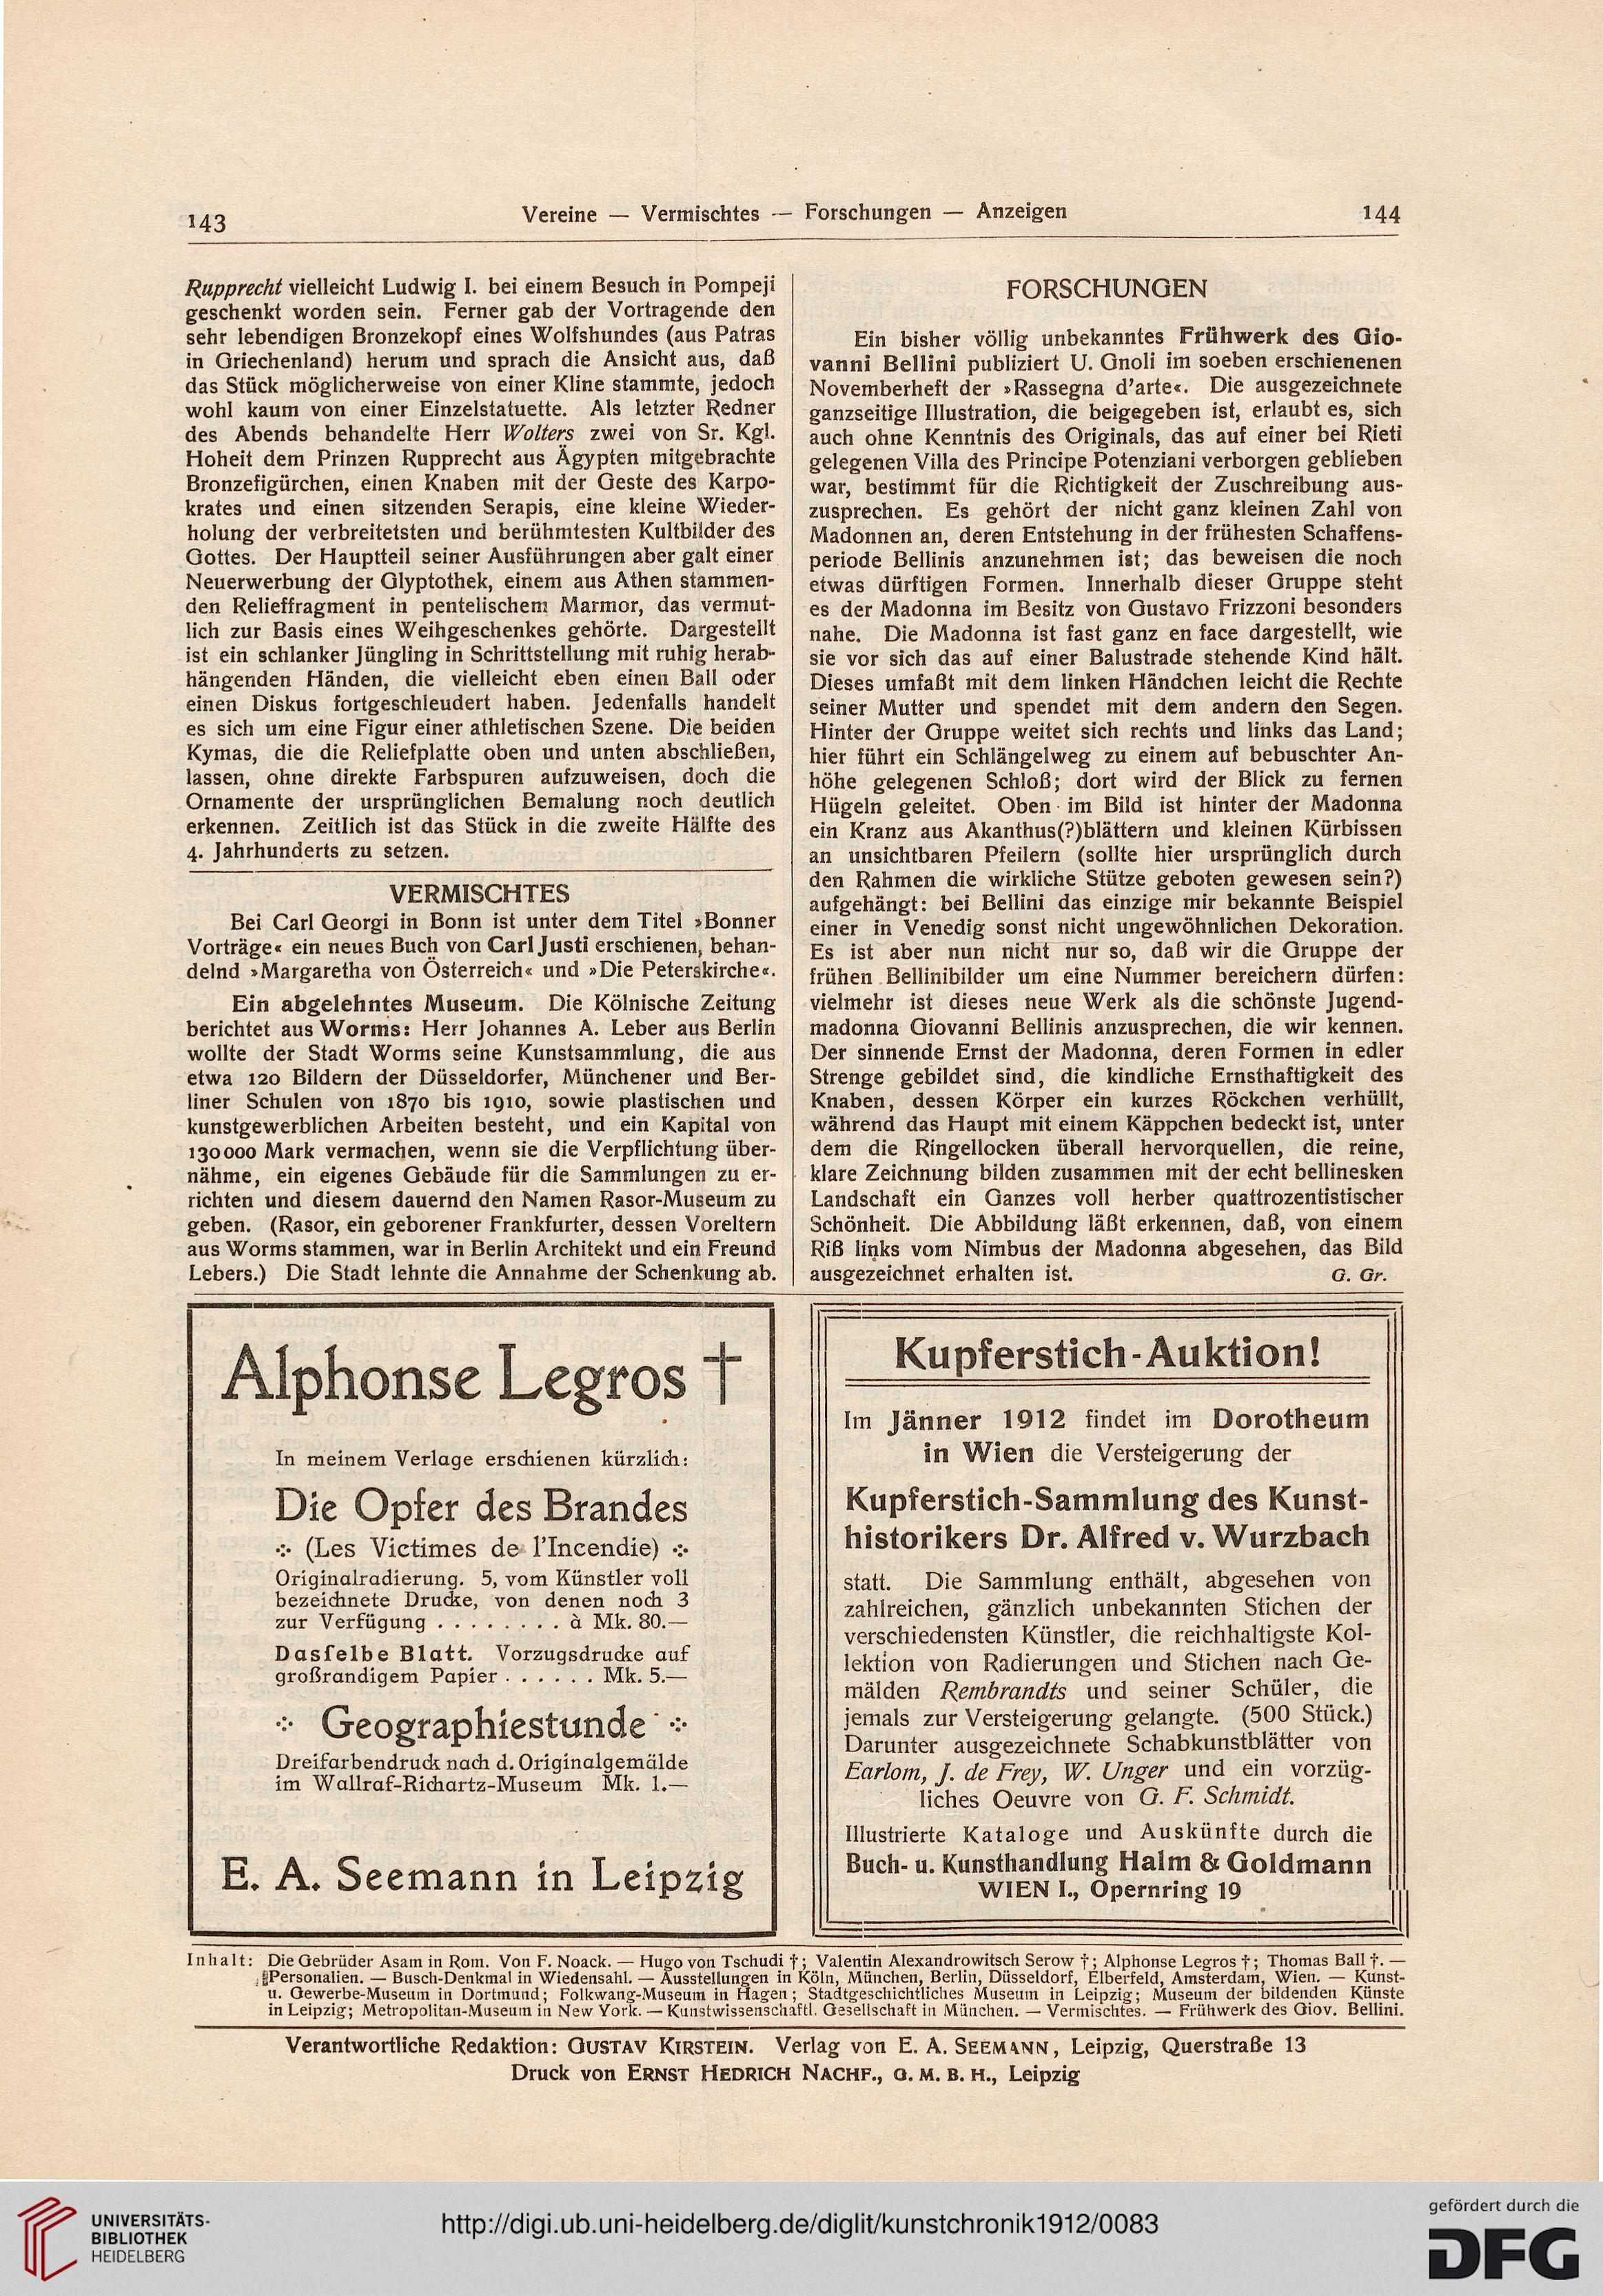 143
Vereine — Vermischtes — Forschungen — Anzeigen
144
Rupprecht vielleicht Ludwig I. bei einem Besuch in Pompeji
geschenkt worden sein. Ferner gab der Vortragende den
sehr lebendigen Bronzekopf eines Wolfshundes (aus Patras
in Griechenland) herum und sprach die Ansicht aus, daß
das Stück möglicherweise von einer Kline stammte, jedoch
wohl kaum von einer Einzelstatuette. Als letzter Redner
des Abends behandelte Herr Wolters zwei von Sr. Kgl.
Hoheit dem Prinzen Rupprecht aus Ägypten mitgebrachte
Bronzefigürchen, einen Knaben mit der Geste des Karpo-
krates und einen sitzenden Serapis, eine kleine Wieder-
holung der verbreitetsten und berühmtesten Kultbilder des
Gottes. Der Hauptteil seiner Ausführungen aber galt einer
Neuerwerbung der Glyptothek, einem aus Athen stammen-
den Relieffragment in pentelischem Marmor, das vermut-
lich zur Basis eines Weihgeschenkes gehörte. Dargestellt
ist ein schlanker Jüngling in Schrittstellung mit ruhig herab-
hängenden Händen, die vielleicht eben einen Ball oder
einen Diskus fortgeschleudert haben. Jedenfalls handelt
es sich um eine Figur einer athletischen Szene. Die beiden
Kymas, die die Reliefplatte oben und unten abschließen,
lassen, ohne direkte Farbspuren aufzuweisen, doch die
Ornamente der ursprünglichen Bemalung noch deutlich
erkennen. Zeitlich ist das Stück in die zweite Hälfte des
4. Jahrhunderts zu setzen.
VERMISCHTES
Bei Carl Georgi in Bonn ist unter dem Titel »Bonner
Vorträge« ein neues Buch von Carl Justi erschienen, behan-
delnd »Margaretha von Österreich« und »Die Peterskirche«.
Ein abgelehntes Museum. Die Kölnische Zeitung
berichtet aus Worms: Herr Johannes A. Leber aus Berlin
wollte der Stadt Worms seine Kunstsammlung, die aus
etwa 120 Bildern der Düsseldorfer, Münchener und Ber-
liner Schulen von 1870 bis 1910, sowie plastischen und
kunstgewerblichen Arbeiten besteht, und ein Kapital von
130000 Mark vermachen, wenn sie die Verpflichtung über-
nähme, ein eigenes Gebäude für die Sammlungen zu er-
richten und diesem dauernd den Namen Rasor-Museum zu
geben. (Rasor, ein geborener Frankfurter, dessen Voreltern
aus Worms stammen, war in Berlin Architekt und ein Freund
Lebers.) Die Stadt lehnte die Annahme der Schenkung ab.
FORSCHUNGEN
Ein bisher völlig unbekanntes Frühwerk des Gio-
vanni Bellini publiziert U. Gnoli im soeben erschienenen
Novemberheft der »Rassegna d'arte«. Die ausgezeichnete
ganzseitige Illustration, die beigegeben ist, erlaubt es, sich
auch ohne Kenntnis des Originals, das auf einer bei Rieti
gelegenen Villa des Principe Potenziani verborgen geblieben
war, bestimmt für die Richtigkeit der Zuschreibung aus-
zusprechen. Es gehört der nicht ganz kleinen Zahl von
Madonnen an, deren Entstehung in der frühesten Schaffens-
periode Bellinis anzunehmen ist; das beweisen die noch
etwas dürftigen Formen. Innerhalb dieser Gruppe steht
es der Madonna im Besitz von Gustavo Frizzoni besonders
nahe. Die Madonna ist fast ganz en face dargestellt, wie
sie vor sich das auf einer Balustrade stehende Kind hält.
Dieses umfaßt mit dem linken Händchen leicht die Rechte
seiner Mutter und spendet mit dem andern den Segen.
Hinter der Gruppe weitet sich rechts und links das Land;
hier führt ein Schlängelweg zu einem auf bebuschter An-
höhe gelegenen Schloß; dort wird der Blick zu fernen
Hügeln geleitet. Oben im Bild ist hinter der Madonna
ein Kranz aus Akanthus(?)blättern und kleinen Kürbissen
an unsichtbaren Pfeilern (sollte hier ursprünglich durch
den Rahmen die wirkliche Stütze geboten gewesen sein?)
aufgehängt: bei Bellini das einzige mir bekannte Beispiel
einer in Venedig sonst nicht ungewöhnlichen Dekoration.
Es ist aber nun nicht nur so, daß wir die Gruppe der
frühen Bellinibilder um eine Nummer bereichern dürfen:
vielmehr ist dieses neue Werk als die schönste Jugend-
madonna Giovanni Bellinis anzusprechen, die wir kennen.
Der sinnende Ernst der Madonna, deren Formen in edler
Strenge gebildet sind, die kindliche Ernsthaftigkeit des
Knaben, dessen Körper ein kurzes Röckchen verhüllt,
während das Haupt mit einem Käppchen bedeckt ist, unter
dem die Ringellocken überall hervorquellen, die reine,
klare Zeichnung bilden zusammen mit der echt bellinesken
Landschaft ein Ganzes voll herber quattrozentistischer
Schönheit. Die Abbildung läßt erkennen, daß, von einem
Riß links vom Nimbus der Madonna abgesehen, das Bild
ausgezeichnet erhalten ist. G. Gr.
Alphonse Legros †
In meinem Verlage erschienen kürzlich:
Die Opfer des Brandes
(Les Victimes de l'Incendie)
Originalradierung. 5, vom Künstler voll
bezeichnete Drucke, von denen noch 3
zur Verfügung . . . . . . . . à Mk. 80.—
Dasselbe Blatt. Vorzugsdrucke auf
großrandigem Papier . . . . . . Mk. 5.—
Geographiestunde
Dreifarbendruck nach d. Originalgemälde
im Wallraf-Richartz-Museum Mk. 1.—
E. A. Seemann in Leipzig
Kupferstich-Auktion!
Im Jänner 1912 findet im Dorotheum
in Wien die Versteigerung der
Kupferstich-Sammlung des Kunst-
historikers Dr. Alfred v. Wurzbach
statt. Die Sammlung enthält, abgesehen von
zahlreichen, gänzlich unbekannten Stichen der
verschiedensten Künstler, die reichhaltigste Kol-
lektion von Radierungen und Stichen nach Ge-
mälden Rembrandts und seiner Schüler, die
jemals zur Versteigerung gelangte. (500 Stück.)
Darunter ausgezeichnete Schabkunstblätter von
Earlom, J. de Frey, W. Unger und ein vorzüg-
liches Oeuvre von G. F. Schmidt.
Illustrierte Kataloge und Auskünfte durch die
Buch- u. Kunsthandlung Halm & Goldmann
WIEN I., Opernring 19
Inhalt: Die Gebrüder Asam in Rom. Von F. Noack. — Hugo von Tschudi †; Valentin Alexandrowitsch Serow †; Alphonse Legros †; Thomas Ball †. —
Personalien. — Busch-Denkmal in Wiedensahl. — Ausstellungen in Köln, München, Berlin, Düsseldorf, Elberfeld, Amsterdam, Wien. — Kunst-
u. Gewerbe-Museum in Dortmund; Folkwang-Museum in Hagen; Stadtgeschichtliches Museum in Leipzig; Museum der bildenden Künste
in Leipzig; Metropolitan-Museum in New York. — Kunstwissenschaftl. Gesellschaft in München. — Vermischtes. — Frühwerk des Giov. Bellini.
Verantwortliche Redaktion: GUSTAV KIRSTEIN. Verlag von E. A. SEEMANN, Leipzig, Querstraße 13
Druck von ERNST HEDRICH NACHF., G. M. B. H., Leipzig
UNIVERSITÄTS-
BIBLIOTHEK
HEIDELBERG
http://digi.ub.uni-heidelberg.de/diglit/kunstchronik1912/0083
gefördert durch die
DFG